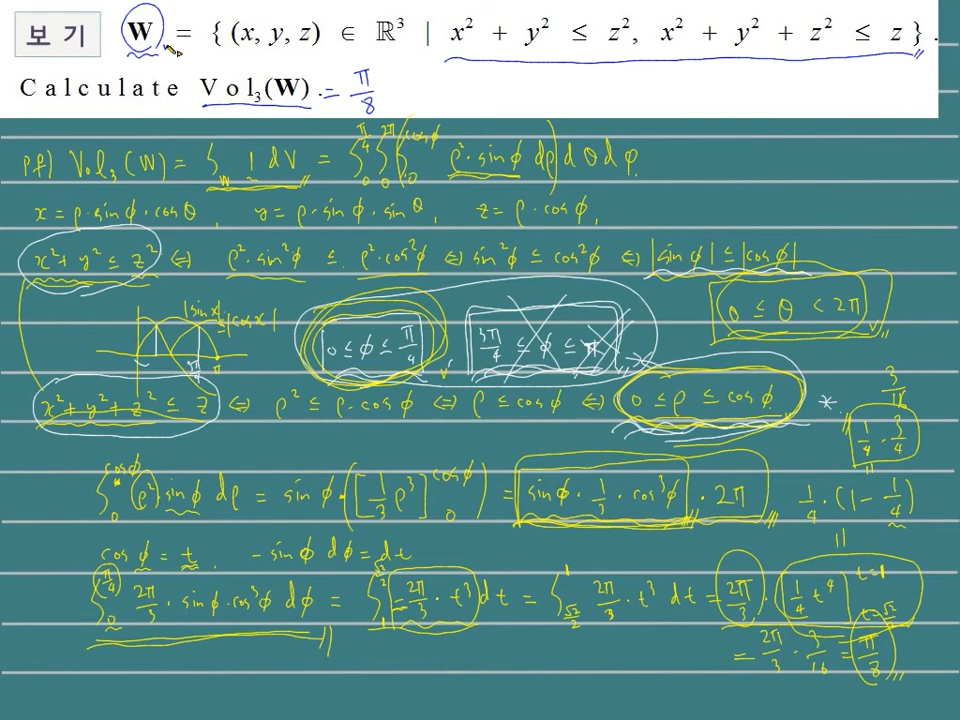 보 기 W = { (x, y, z) ∈ ℝ³ | x² + y² ≤ z², x² + y² + z² ≤ z } .
Calculate Vol₃(W). = π/8
pf) Vol₃(W) = ∫_W 1 dV = ∫₀^{π/4} ∫₀^{2π} (∫₀^{cosφ} ρ²·sinφ dρ) dθ dφ.
x = ρ·sinφ·cosθ, y = ρ·sinφ·sinθ, z = ρ·cosφ,
x² + y² ≤ z² ⇔ ρ²·sin²φ ≤ ρ²·cos²φ ⇔ sin²φ ≤ cos²φ ⇔ |sinφ| ≤ |cosφ|
0 ≤ θ < 2π
|sinx| ≤ |cosx|
3π/4 π
0 ≤ φ ≤ π/4, 3π/4 ≤ φ ≤ π
x² + y² + z² ≤ z ⇔ ρ² ≤ ρ·cosφ ⇔ ρ ≤ cosφ ⇔ 0 ≤ ρ ≤ cosφ *
1/4 · 3/4
∫₀^{cosφ} ρ² sinφ dρ = sinφ·([1/3 ρ³]₀^{cosφ}) = sinφ · 1/3 · cos³φ · 2π
1/4 · (1 - 1/4)
cosφ = t. -sinφ dφ = dt
∫₀^{π/4} 2π/3 · sinφ·cos³φ dφ = ∫₁^{√2/2} -2π/3 · t³ dt = ∫_{√2/2}^1 2π/3 · t³ dt = 2π/3 · [1/4 t⁴]_{t=√2/2}^{t=1}
= 2π/3 · 3/16 = π/8